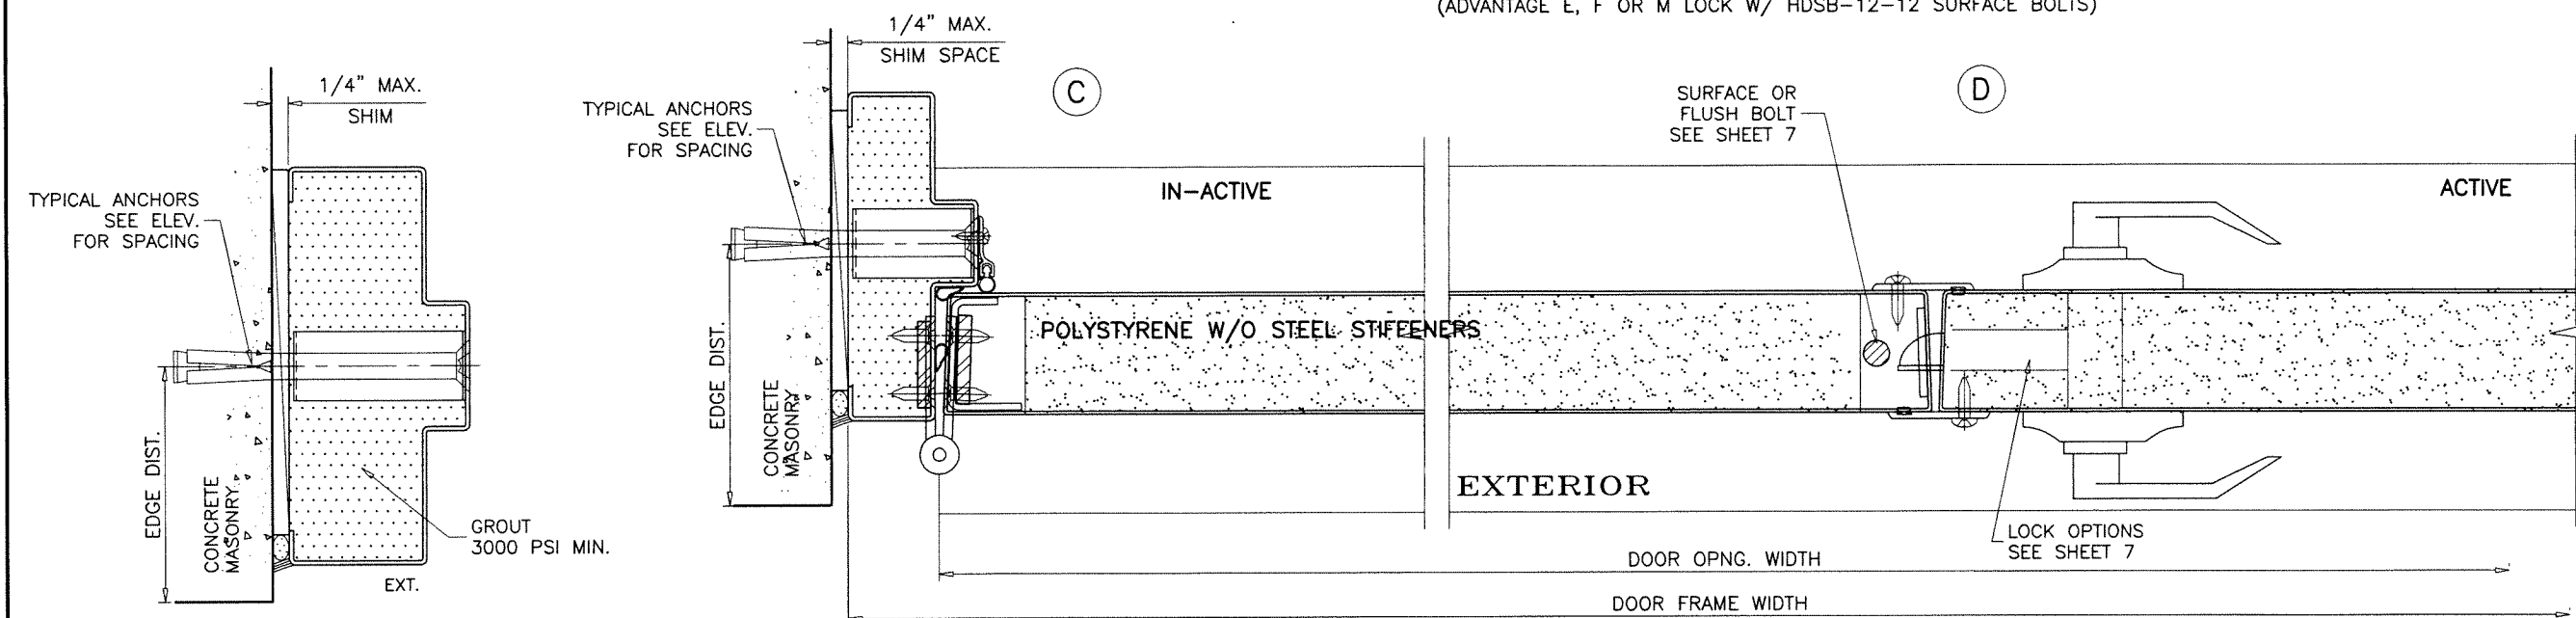 (ADVANTAGE E, F OR M LOCK W/ HDSB-12-12 SURFACE BOLTS)
1/4" MAX.
SHIM
TYPICAL ANCHORS
SEE ELEV.
FOR SPACING
EDGE DIST.
CONCRETE
MASONRY
GROUT
3000 PSI MIN.
EXT.
1/4" MAX.
SHIM SPACE
TYPICAL ANCHORS
SEE ELEV.
FOR SPACING
EDGE DIST.
CONCRETE
MASONRY
C
IN-ACTIVE
POLYSTYRENE W/O STEEL STIFFENERS
SURFACE OR
FLUSH BOLT
SEE SHEET 7
D
ACTIVE
EXTERIOR
LOCK OPTIONS
SEE SHEET 7
DOOR OPNG. WIDTH
DOOR FRAME WIDTH